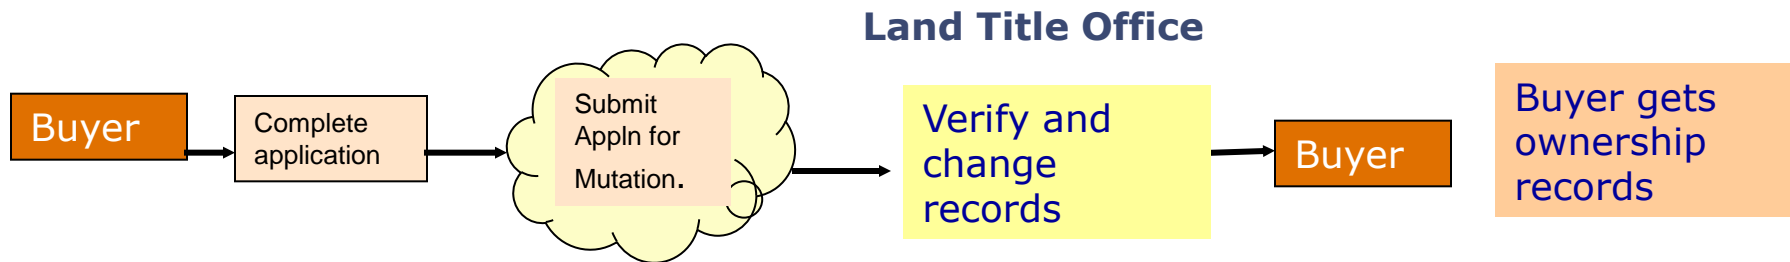 Land Title Office
Buyer
Complete
application
Submit
Appln for
Mutation.
Verify and
change
records
Buyer
Buyer gets
ownership
records